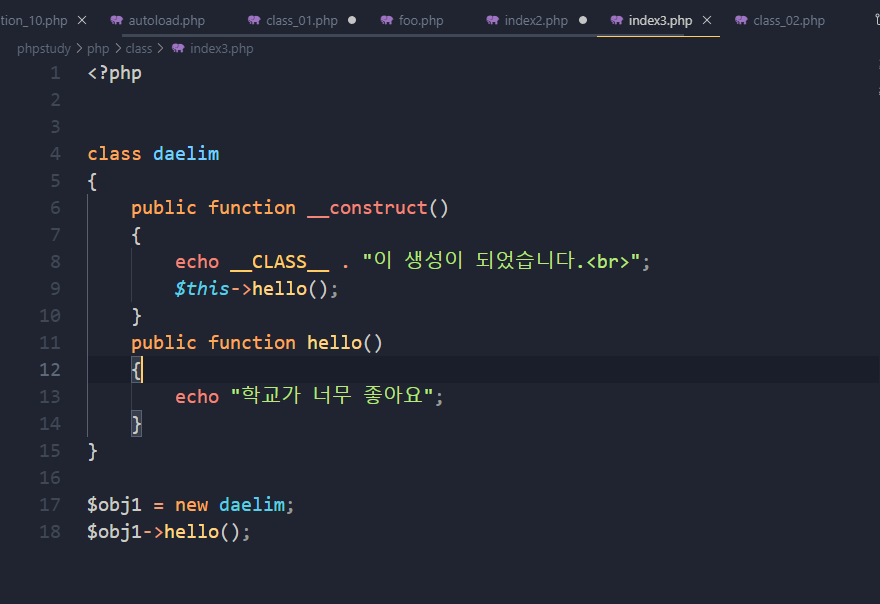 tion_10.php autoload.php class_01.php foo.php index2.php index3.php class_02.php
phpstudy > php > class > index3.php
1 <?php
2
3
4 class daelim
5 {
6 public function __construct()
7 {
8 echo __CLASS__ . "이 생성이 되었습니다.<br>";
9 $this->hello();
10 }
11 public function hello()
12 {
13 echo "학교가 너무 좋아요";
14 }
15 }
16
17 $obj1 = new daelim;
18 $obj1->hello();